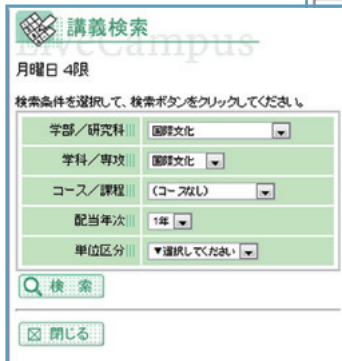 講義検索
LiveCampus
月曜日 4限
検索条件を選択して、検索ボタンをクリックしてください。
学部／研究科 国際文化
学科／専攻 国際文化
コース／課程 (コースなし)
配当年次 1年
単位区分 ▼選択してください
検 索
閉じる